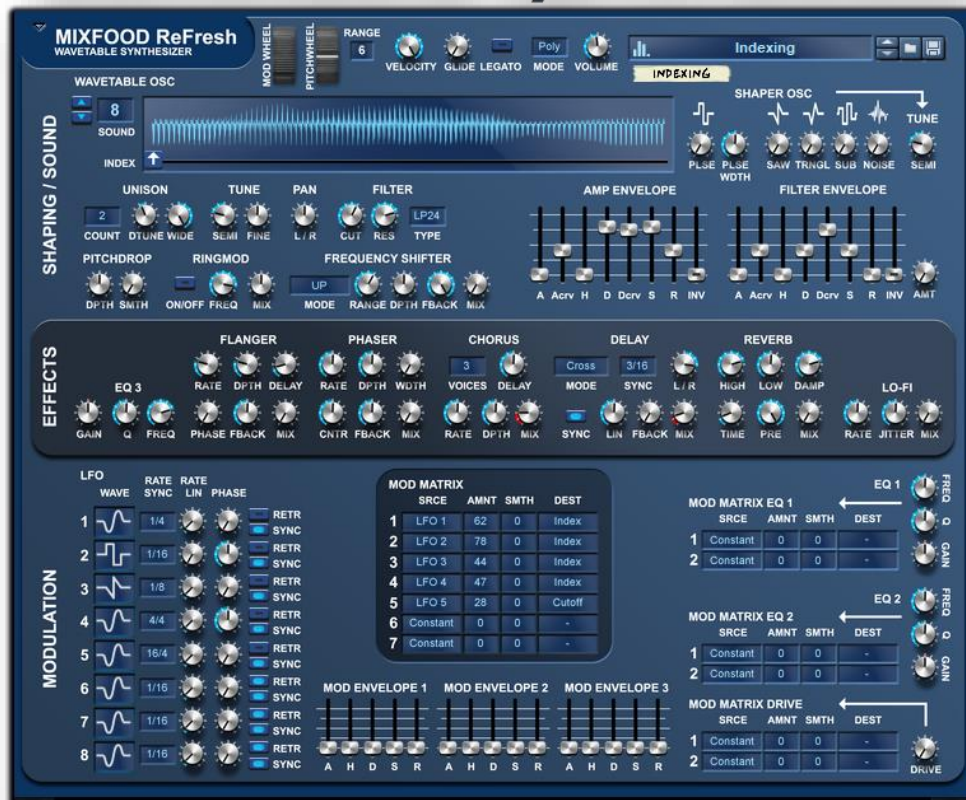 MIXFOOD ReFresh
WAVETABLE SYNTHESIZER
MOD WHEEL
PITCHWHEEL
RANGE
6
VELOCITY GLIDE LEGATO
Poly
MODE VOLUME
Indexing
INDEXING
SHAPING / SOUND
WAVETABLE OSC
8
SOUND
INDEX
SHAPER OSC
TUNE
PLSE PLSE WDTH SAW TRNGL SUB NOISE SEMI
UNISON TUNE PAN FILTER
2
LP24
COUNT DTUNE WIDE SEMI FINE L / R CUT RES TYPE
AMP ENVELOPE FILTER ENVELOPE
A Acrv H D Dcrv S R INV
A Acrv H D Dcrv S R INV AMT
PITCHDROP RINGMOD FREQUENCY SHIFTER
UP
DPTH SMTH ON/OFF FREQ MIX MODE RANGE DPTH FBACK MIX
EFFECTS
FLANGER PHASER CHORUS DELAY REVERB
3 Cross 3/16
RATE DPTH DELAY RATE DPTH WDTH VOICES DELAY MODE SYNC L / R HIGH LOW DAMP
EQ 3 LO-FI
GAIN Q FREQ PHASE FBACK MIX CNTR FBACK MIX RATE DPTH MIX SYNC LIN FBACK MIX TIME PRE MIX RATE JITTER MIX
MODULATION
LFO
WAVE RATE SYNC RATE LIN PHASE
1 1/4 RETR SYNC
2 1/16 RETR SYNC
3 1/8 RETR SYNC
4 4/4 RETR SYNC
5 16/4 RETR SYNC
6 1/16 RETR SYNC
7 1/16 RETR SYNC
8 1/16 RETR SYNC
MOD MATRIX
SRCE AMNT SMTH DEST
1 LFO 1 62 0 Index
2 LFO 2 78 0 Index
3 LFO 3 44 0 Index
4 LFO 4 47 0 Index
5 LFO 5 28 0 Cutoff
6 Constant 0 0 -
7 Constant 0 0 -
MOD ENVELOPE 1 MOD ENVELOPE 2 MOD ENVELOPE 3
A H D S R A H D S R A H D S R
EQ 1
FREQ
Q
GAIN
MOD MATRIX EQ 1
SRCE AMNT SMTH DEST
1 Constant 0 0 -
2 Constant 0 0 -
EQ 2
FREQ
Q
GAIN
MOD MATRIX EQ 2
SRCE AMNT SMTH DEST
1 Constant 0 0 -
2 Constant 0 0 -
MOD MATRIX DRIVE
SRCE AMNT SMTH DEST
1 Constant 0 0 -
2 Constant 0 0 -
DRIVE